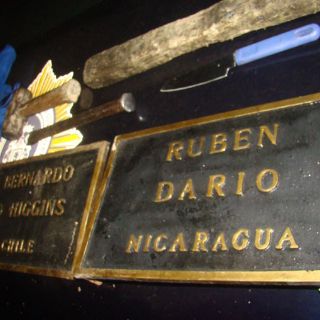 BERNARDO
O HIGGINS
CHILE
RUBEN
DARIO
NICARAGUA